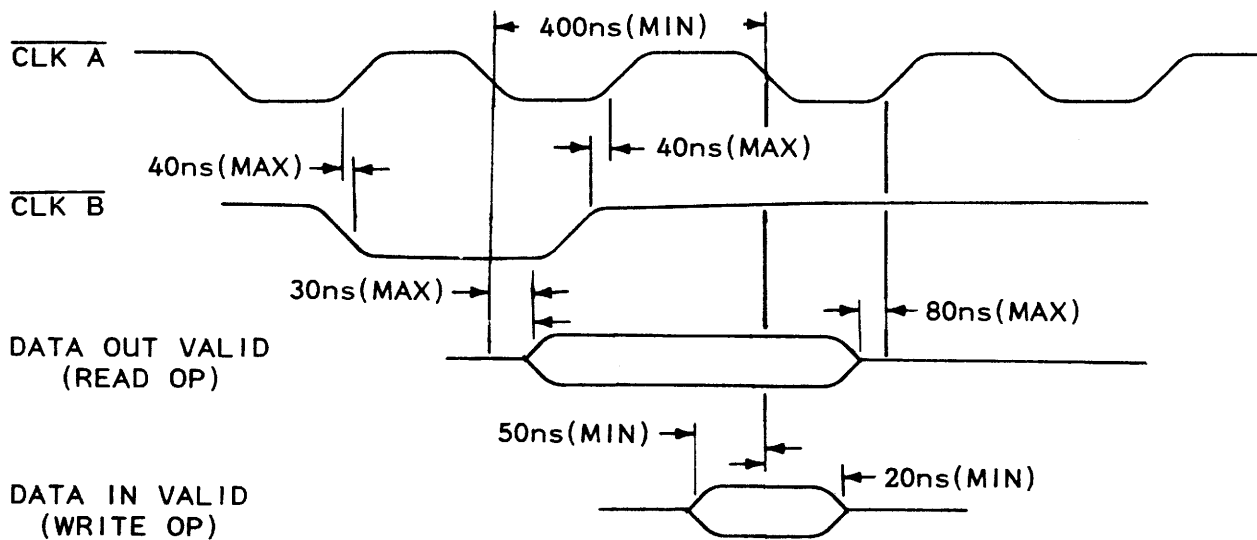 400ns(MIN)
CLK A
40ns(MAX)
40ns(MAX)
CLK B
30ns(MAX)
80ns(MAX)
DATA OUT VALID
(READ OP)
50ns(MIN)
20ns(MIN)
DATA IN VALID
(WRITE OP)